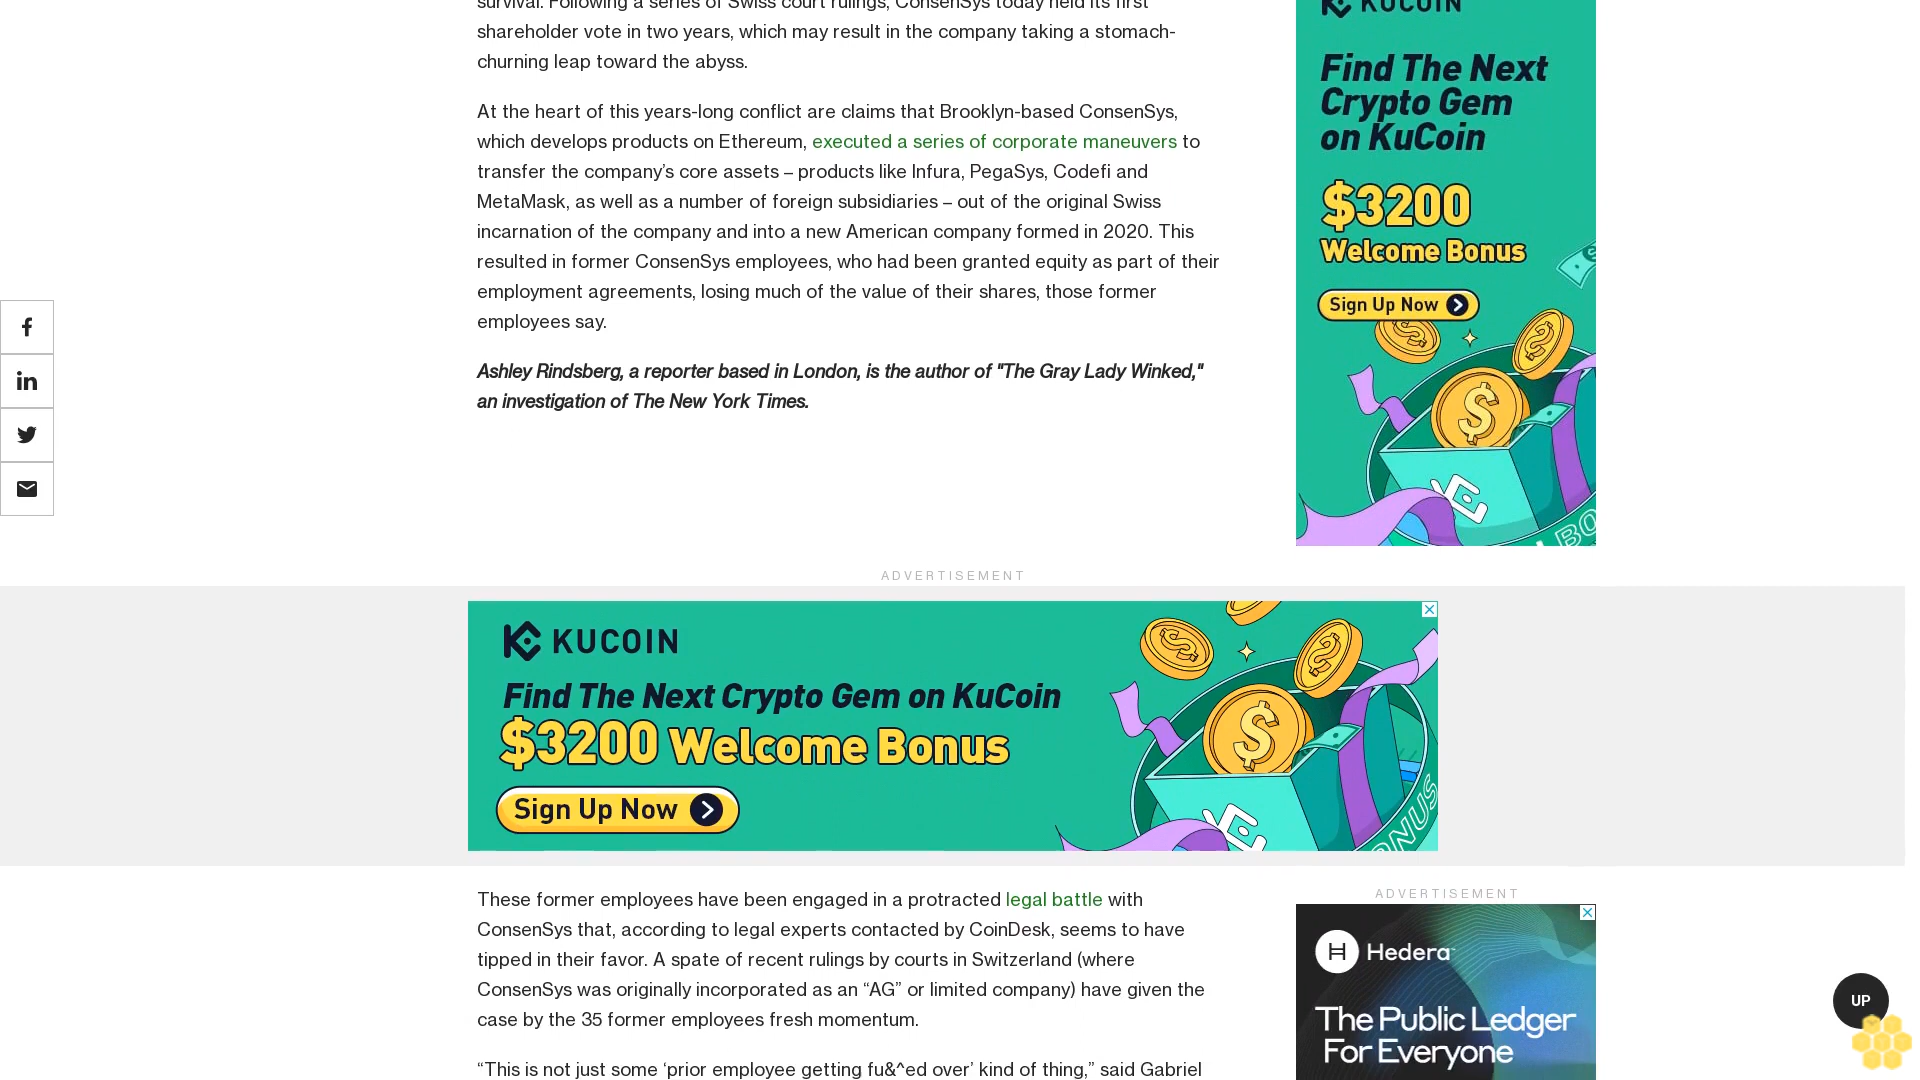 survival. Following a series of Swiss court rulings, ConsenSys today held its first
shareholder vote in two years, which may result in the company taking a stomach-
churning leap toward the abyss.
At the heart of this years-long conflict are claims that Brooklyn-based ConsenSys,
which develops products on Ethereum, executed a series of corporate maneuvers to
transfer the company’s core assets – products like Infura, PegaSys, Codefi and
MetaMask, as well as a number of foreign subsidiaries – out of the original Swiss
incarnation of the company and into a new American company formed in 2020. This
resulted in former ConsenSys employees, who had been granted equity as part of their
employment agreements, losing much of the value of their shares, those former
employees say.
Ashley Rindsberg, a reporter based in London, is the author of "The Gray Lady Winked,"
an investigation of The New York Times.
KUCOIN
Find The Next
Crypto Gem
on KuCoin
$3200
Welcome Bonus
Sign Up Now
ADVERTISEMENT
KUCOIN
Find The Next Crypto Gem on KuCoin
$3200 Welcome Bonus
Sign Up Now
BONUS
These former employees have been engaged in a protracted legal battle with
ConsenSys that, according to legal experts contacted by CoinDesk, seems to have
tipped in their favor. A spate of recent rulings by courts in Switzerland (where
ConsenSys was originally incorporated as an “AG” or limited company) have given the
case by the 35 former employees fresh momentum.
“This is not just some ‘prior employee getting fu&^ed over’ kind of thing,” said Gabriel
ADVERTISEMENT
H Hedera
The Public Ledger
For Everyone
UP